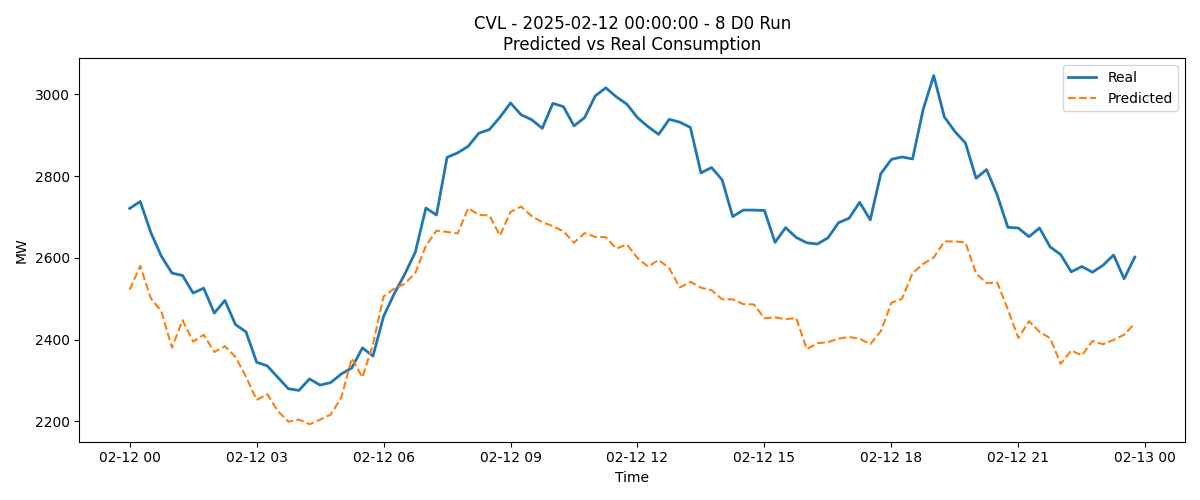 CVL - 2025-02-12 00:00:00 - 8 D0 Run
Predicted vs Real Consumption
Real
Predicted
MW
3000
2800
2600
2400
2200
02-12 00
02-12 03
02-12 06
02-12 09
02-12 12
02-12 15
02-12 18
02-12 21
02-13 00
Time